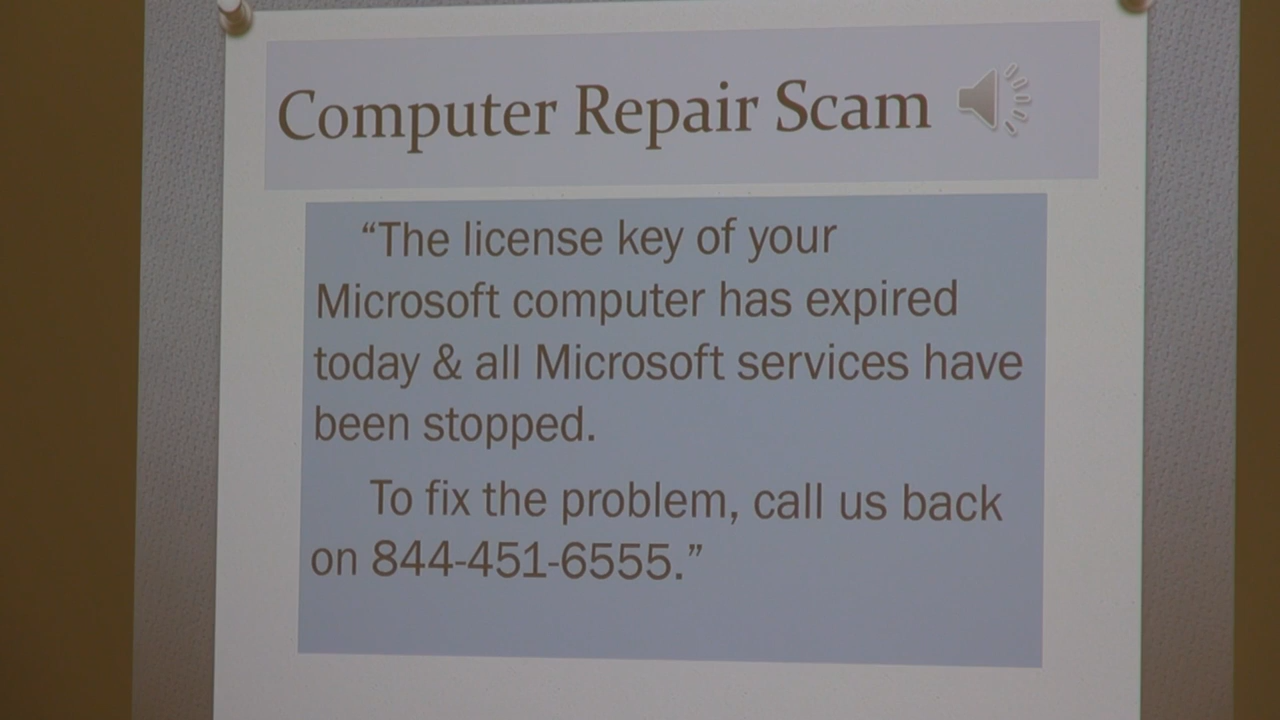 Computer Repair Scam
“The license key of your
Microsoft computer has expired
today & all Microsoft services have
been stopped.
To fix the problem, call us back
on 844-451-6555.”